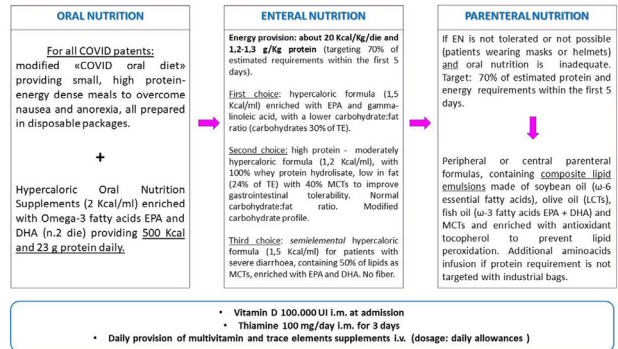 ORAL NUTRITION
For all COVID patents:
modified «COVID oral diet»
providing small, high protein-
energy dense meals to overcome
nausea and anorexia, all prepared
in disposable packages.
+
Hypercaloric Oral Nutrition
Supplements (2 Kcal/ml) enriched
with Omega-3 fatty acids EPA and
DHA (n.2 die) providing 500 Kcal
and 23 g protein daily.
ENTERAL NUTRITION
Energy provision: about 20 Kcal/Kg/die and
1,2-1,3 g/Kg protein (targeting 70% of
estimated requirements within the first 5
days).
First choice: hypercaloric formula (1,5
Kcal/ml) enriched with EPA and gamma-
linoleic acid, with a lower carbohydrate:fat
ratio (carbohydrates 30% of TE).
Second choice: high protein - moderately
hypercaloric formula (1,2 Kcal/ml), with
100% whey protein hidrolisate, low in fat
(24% of TE) with 40% MCTs to improve
gastrointestinal tolerability. Normal
carbohydrate:fat ratio. Modified
carbohydrate profile.
Third choice: semielemental hypercaloric
formula (1,5 Kcal/ml) for patients with
severe diarrhoea, containing 50% of lipids as
MCTs, enriched with EPA and DHA. No fiber.
PARENTERAL NUTRITION
If EN is not tolerated or not possible
(patients wearing masks or helmets)
and oral nutrition is inadequate.
Target: 70% of estimated protein and
energy requirements within the first 5
days.
Peripheral or central parenteral
formulas, containing composite lipid
emulsions made of soybean oil (ω-6
essential fatty acids), olive oil (LCTs),
fish oil (ω-3 fatty acids EPA + DHA) and
MCTs and enriched with antioxidant
tocopherol to prevent lipid
peroxidation. Additional aminoacids
infusion if protein requirement is not
targeted with industrial bags.
• Vitamin D 100.000 UI i.m. at admission
• Thiamine 100 mg/day i.m. for 3 days
• Daily provision of multivitamin and trace elements supplements i.v. (dosage: daily allowances )